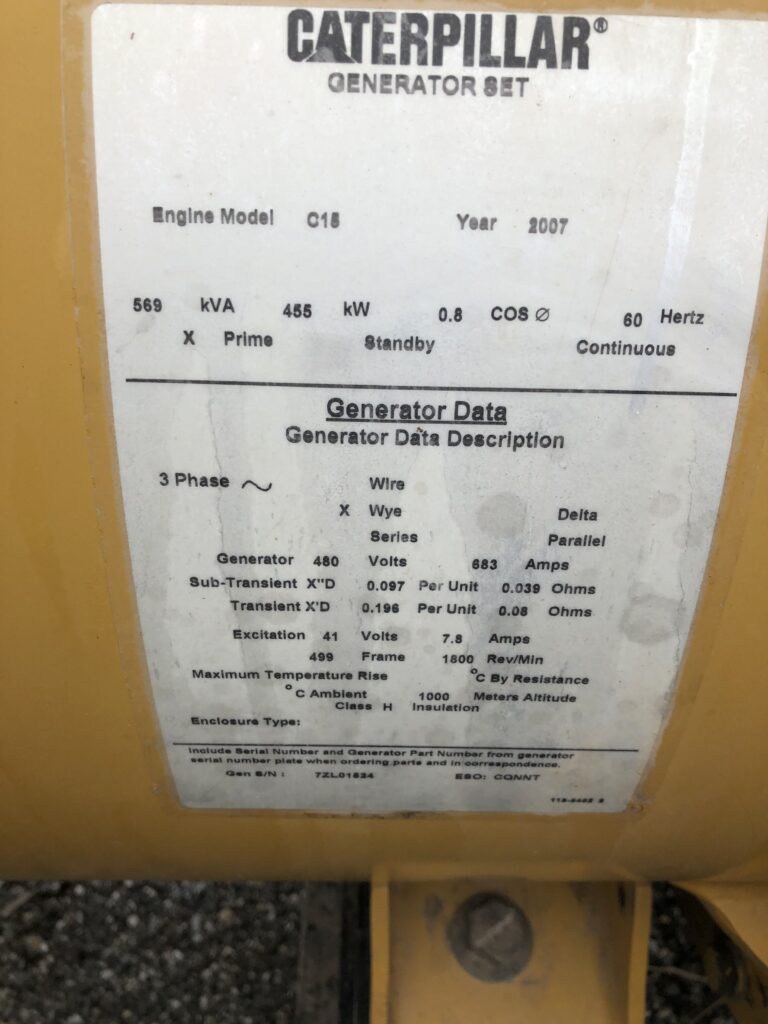 CATERPILLAR®
GENERATOR SET
Engine Model C15 Year 2007
569 kVA 455 kW 0.8 COS Ø 60 Hertz
X Prime Standby Continuous
Generator Data
Generator Data Description
3 Phase ~ Wire
X Wye Delta
Series Parallel
Generator 480 Volts 683 Amps
Sub-Transient X"D 0.097 Per Unit 0.039 Ohms
Transient X'D 0.196 Per Unit 0.08 Ohms
Excitation 41 Volts 7.8 Amps
499 Frame 1800 Rev/Min
Maximum Temperature Rise °C By Resistance
°C Ambient 1000 Meters Altitude
Class H Insulation
Enclosure Type:
Include Serial Number and Generator Part Number from generator
serial number plate when ordering parts and in correspondence.
Gen S/N : 7ZL01534 ESO: CQNNT